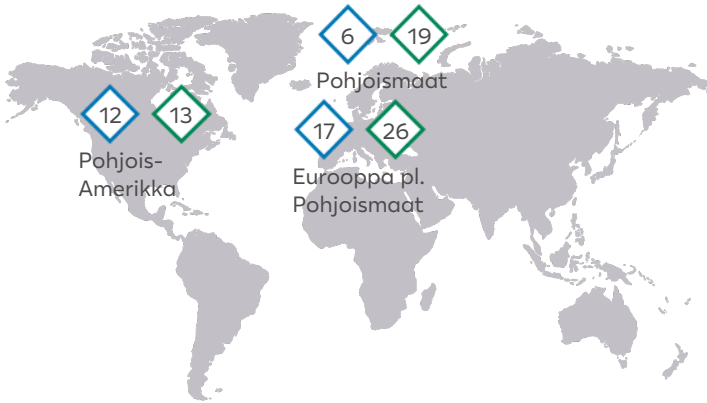 6 19
Pohjoismaat
12 13
Pohjois-
Amerikka
17 26
Eurooppa pl.
Pohjoismaat